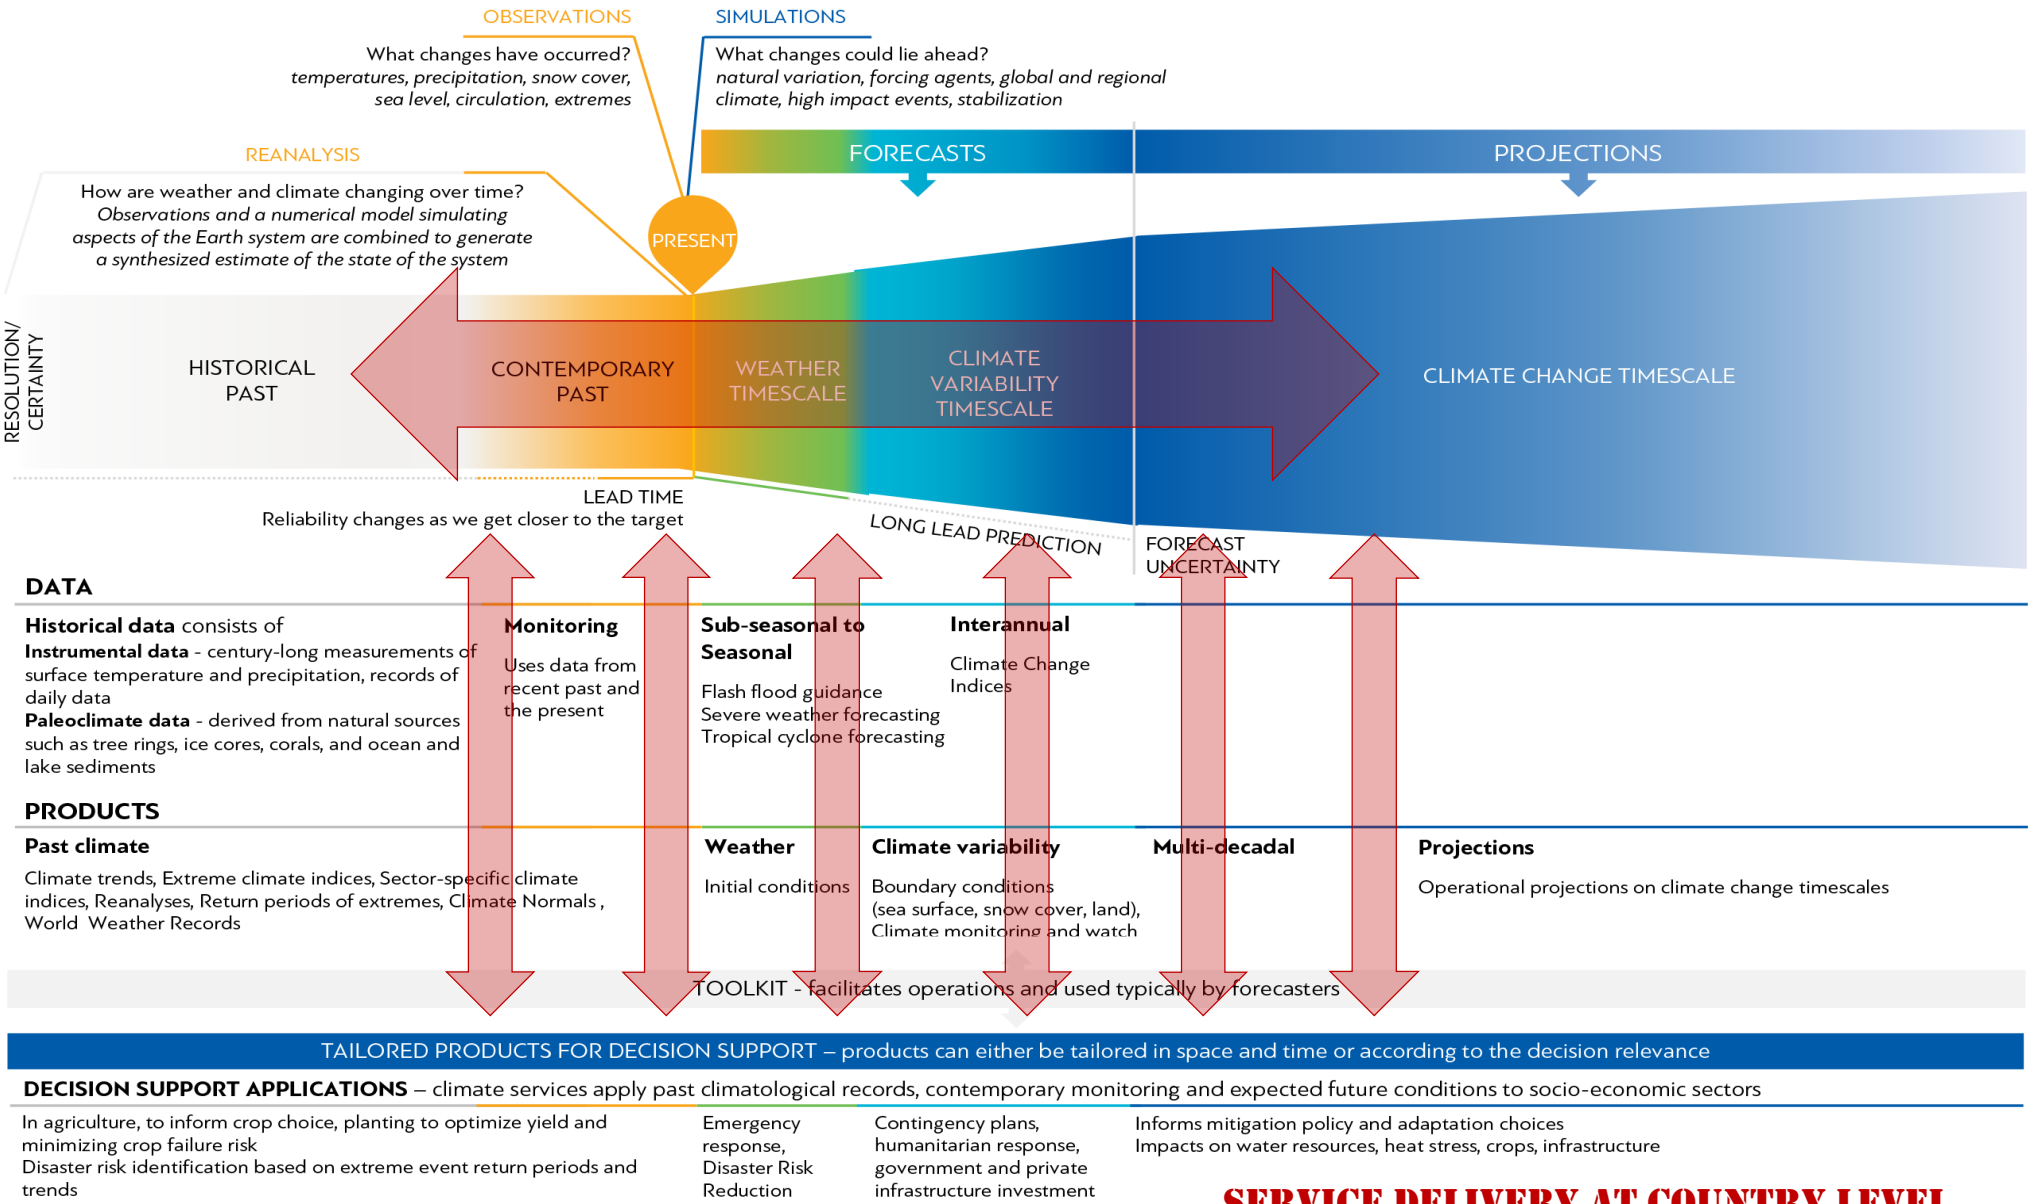 OBSERVATIONS
What changes have occurred?
temperatures, precipitation, snow cover,
sea level, circulation, extremes
SIMULATIONS
What changes could lie ahead?
natural variation, forcing agents, global and regional
climate, high impact events, stabilization
REANALYSIS
How are weather and climate changing over time?
Observations and a numerical model simulating
aspects of the Earth system are combined to generate
a synthesized estimate of the state of the system
FORECASTS
PROJECTIONS
PRESENT
RESOLUTION/
CERTAINTY
HISTORICAL
PAST
CONTEMPORARY
PAST
WEATHER
TIMESCALE
CLIMATE
VARIABILITY
TIMESCALE
CLIMATE CHANGE TIMESCALE
LEAD TIME
Reliability changes as we get closer to the target
LONG LEAD PREDICTION
FORECAST
UNCERTAINTY
DATA
Historical data consists of
Instrumental data - century-long measurements of
surface temperature and precipitation, records of
daily data
Paleoclimate data - derived from natural sources
such as tree rings, ice cores, corals, and ocean and
lake sediments
Monitoring
Uses data from
recent past and
the present
Sub-seasonal to
Seasonal
Flash flood guidance
Severe weather forecasting
Tropical cyclone forecasting
Interannual
Climate Change
Indices
PRODUCTS
Past climate
Climate trends, Extreme climate indices, Sector-specific climate
indices, Reanalyses, Return periods of extremes, Climate Normals ,
World Weather Records
Weather
Initial conditions
Climate variability
Boundary conditions
(sea surface, snow cover, land),
Climate monitoring and watch
Multi-decadal
Projections
Operational projections on climate change timescales
TOOLKIT - facilitates operations and used typically by forecasters
TAILORED PRODUCTS FOR DECISION SUPPORT – products can either be tailored in space and time or according to the decision relevance
DECISION SUPPORT APPLICATIONS – climate services apply past climatological records, contemporary monitoring and expected future conditions to socio-economic sectors
In agriculture, to inform crop choice, planting to optimize yield and
minimizing crop failure risk
Disaster risk identification based on extreme event return periods and
trends
Emergency
response,
Disaster Risk
Reduction
Contingency plans,
humanitarian response,
government and private
infrastructure investment
Informs mitigation policy and adaptation choices
Impacts on water resources, heat stress, crops, infrastructure
SERVICE DELIVERY AT COUNTRY LEVEL